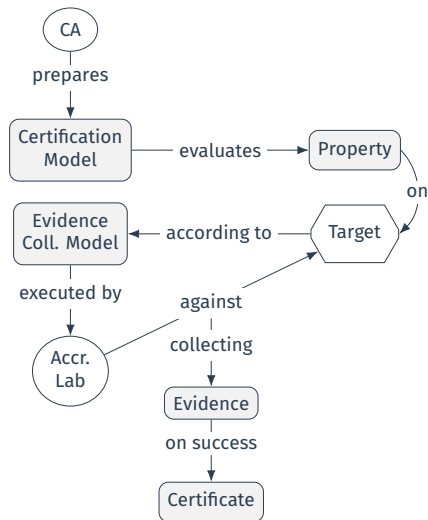 CA
prepares
Certification
Model
evaluates
Property
on
Target
according to
Evidence
Coll. Model
executed by
Accr.
Lab
against
collecting
Evidence
on success
Certificate